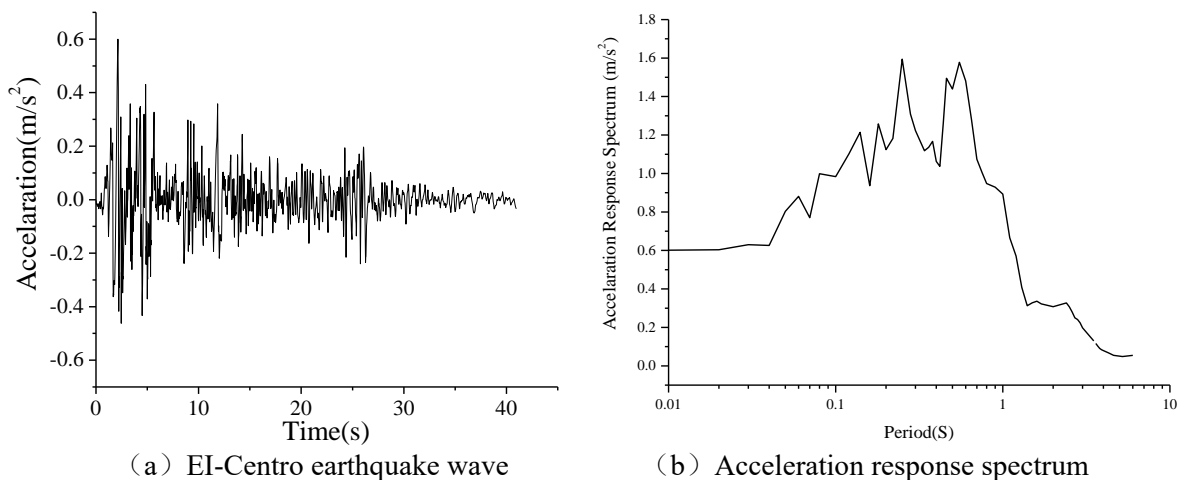 0.6
0.4
0.2
0.0
-0.2
-0.4
-0.6
Accelaration(m/s²)
0 10 20 30 40
Time(s)
(a) EI-Centro earthquake wave
1.8
1.6
1.4
1.2
1.0
0.8
0.6
0.4
0.2
0.0
Accelaration Response Spectrum (m/s²)
0.01 0.1 1 10
Period(S)
(b) Acceleration response spectrum